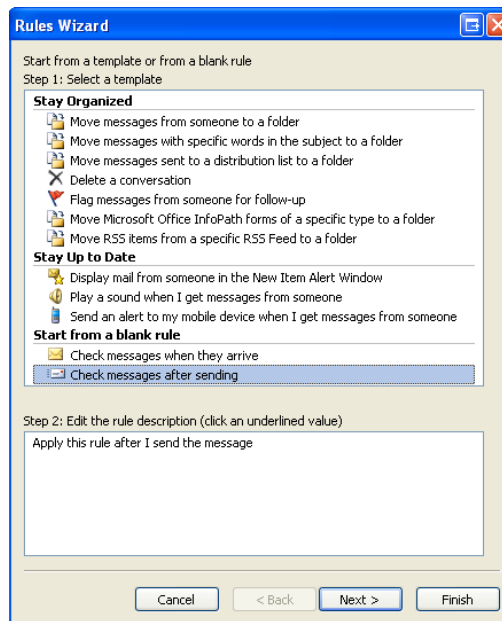 Rules Wizard
Start from a template or from a blank rule
Step 1: Select a template
Stay Organized
Move messages from someone to a folder
Move messages with specific words in the subject to a folder
Move messages sent to a distribution list to a folder
Delete a conversation
Flag messages from someone for follow-up
Move Microsoft Office InfoPath forms of a specific type to a folder
Move RSS items from a specific RSS Feed to a folder
Stay Up to Date
Display mail from someone in the New Item Alert Window
Play a sound when I get messages from someone
Send an alert to my mobile device when I get messages from someone
Start from a blank rule
Check messages when they arrive
Check messages after sending
Step 2: Edit the rule description (click an underlined value)
Apply this rule after I send the message
Cancel < Back Next > Finish